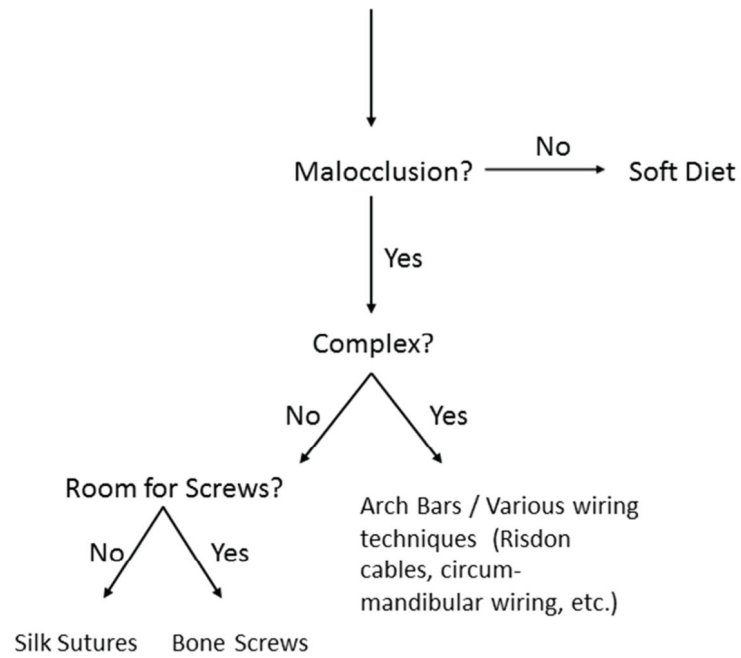 Malocclusion?
No
Soft Diet
Yes
Complex?
No
Yes
Room for Screws?
Arch Bars / Various wiring
techniques (Risdon
cables, circum-
mandibular wiring, etc.)
No
Yes
Silk Sutures
Bone Screws